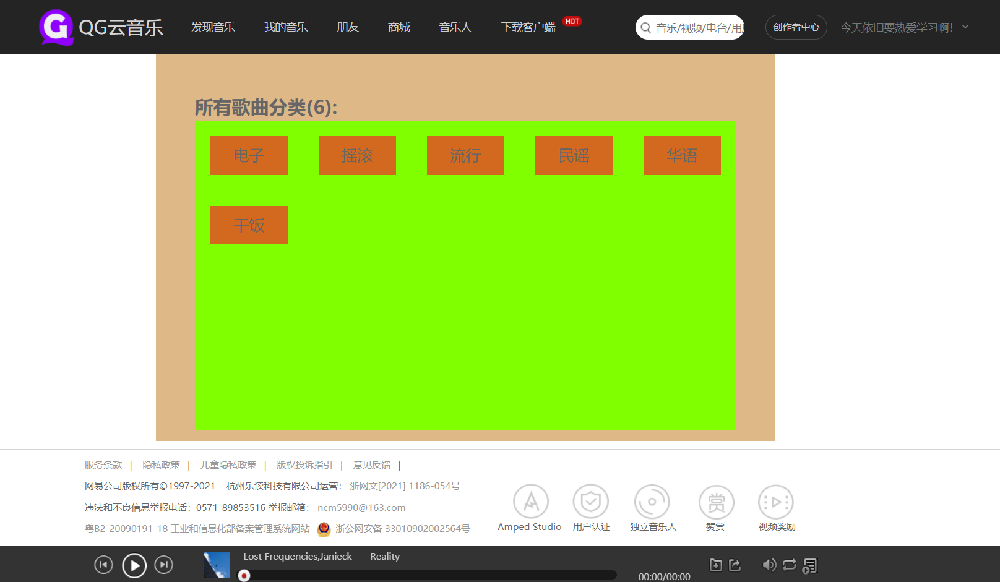 QG云音乐 发现音乐 我的音乐 朋友 商城 音乐人 下载客户端 HOT 音乐/视频/电台/用 创作者中心 今天依旧要热爱学习啊!
所有歌曲分类(6):
电子 摇滚 流行 民谣 华语
干饭
服务条款 | 隐私政策 | 儿童隐私政策 | 版权投诉指引 | 意见反馈 |
网易公司版权所有©1997-2021 杭州乐读科技有限公司运营: 浙网文[2021] 1186-054号
违法和不良信息举报电话:0571-89853516 举报邮箱: ncm5990@163.com
粤B2-20090191-18 工业和信息化部备案管理系统网站 浙公网安备 33010902002564号
Amped Studio 用户认证 独立音乐人 赞赏 视频奖励
赏
Lost Frequencies,Janieck Reality
00:00/00:00